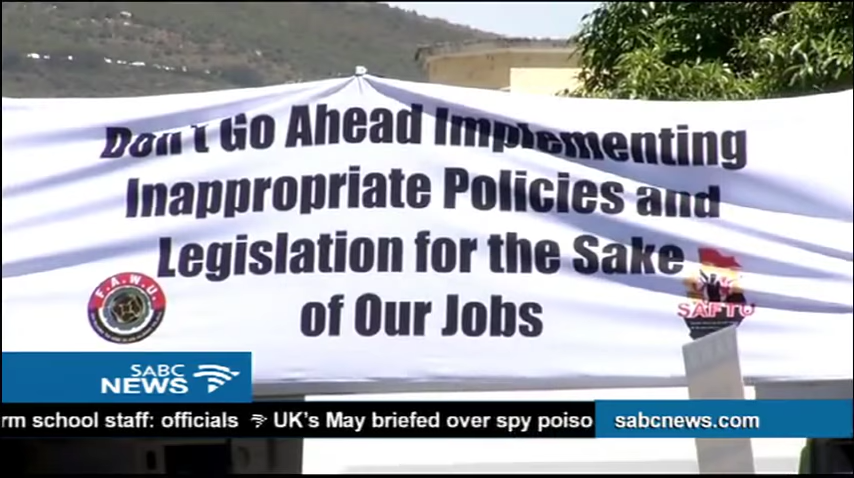 Don't Go Ahead Implementing
Inappropriate Policies and
Legislation for the Sake
of Our Jobs
F.A.W.U.
SAFTU
SABC
NEWS
rm school staff: officials UK's May briefed over spy poiso
sabcnews.com